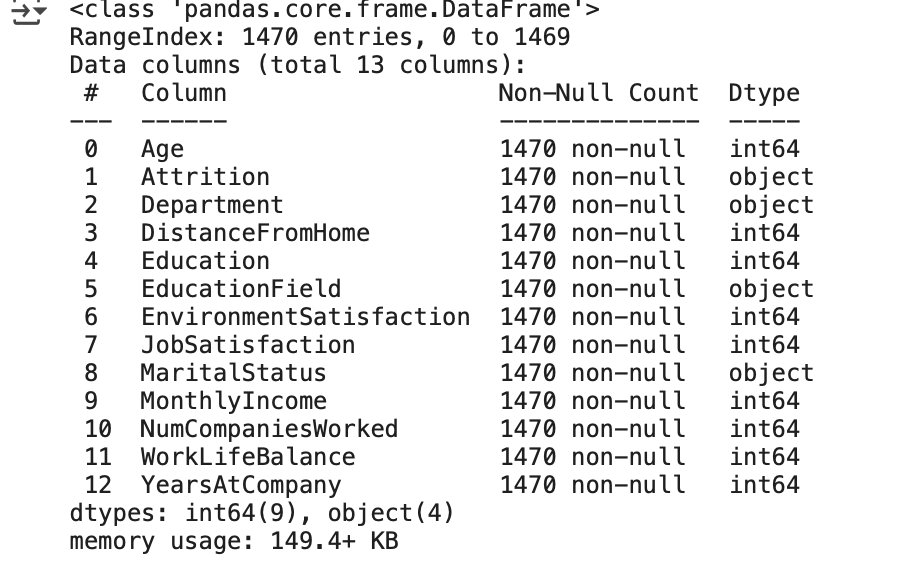 <class 'pandas.core.frame.DataFrame'>
RangeIndex: 1470 entries, 0 to 1469
Data columns (total 13 columns):
 #   Column                   Non-Null Count  Dtype
---  ------                   --------------  -----
 0   Age                      1470 non-null   int64
 1   Attrition                1470 non-null   object
 2   Department               1470 non-null   object
 3   DistanceFromHome         1470 non-null   int64
 4   Education                1470 non-null   int64
 5   EducationField           1470 non-null   object
 6   EnvironmentSatisfaction  1470 non-null   int64
 7   JobSatisfaction          1470 non-null   int64
 8   MaritalStatus            1470 non-null   object
 9   MonthlyIncome            1470 non-null   int64
 10  NumCompaniesWorked       1470 non-null   int64
 11  WorkLifeBalance          1470 non-null   int64
 12  YearsAtCompany           1470 non-null   int64
dtypes: int64(9), object(4)
memory usage: 149.4+ KB